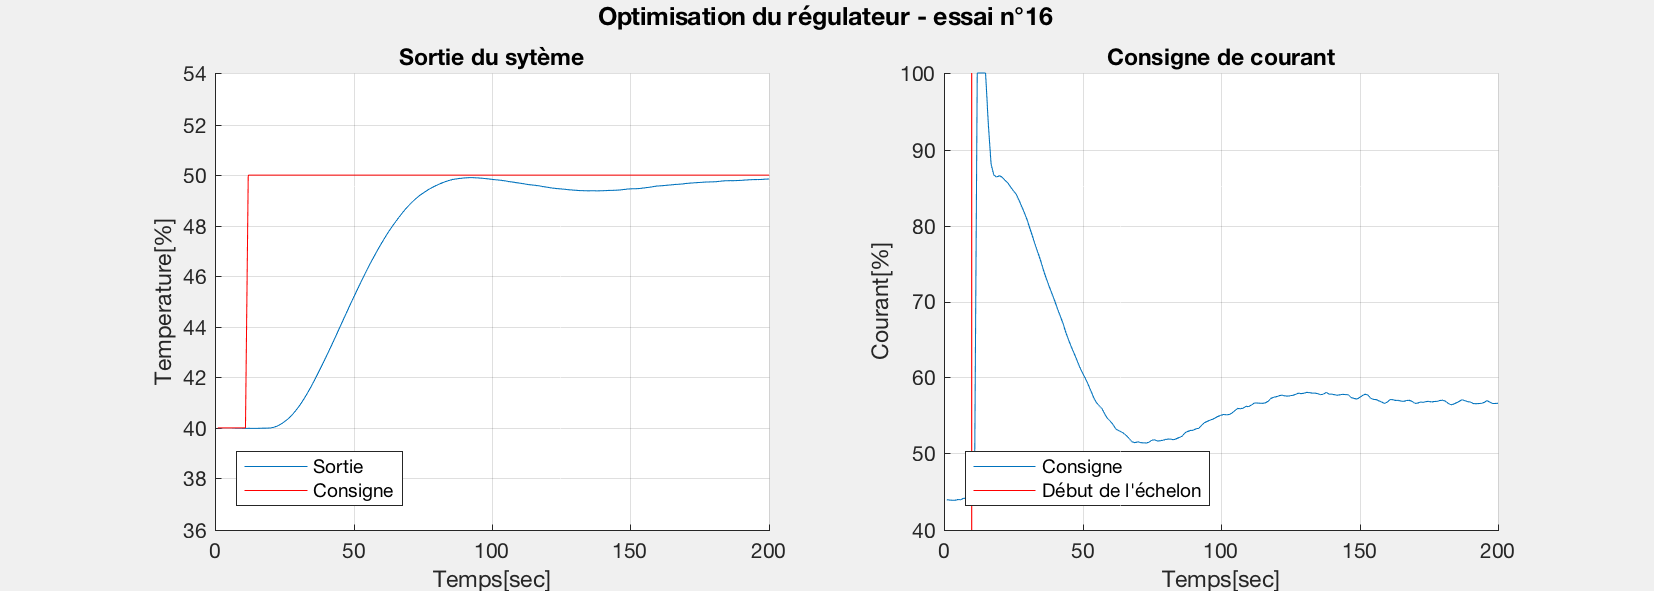 Optimisation du régulateur - essai n°16
Sortie du sytème
54
52
50
48
46
44
42
40
38
36
0
50
100
150
200
Temperature[%]
Temps[sec]
Sortie
Consigne
Consigne de courant
100
90
80
70
60
50
40
0
50
100
150
200
Courant[%]
Temps[sec]
Consigne
Début de l'échelon